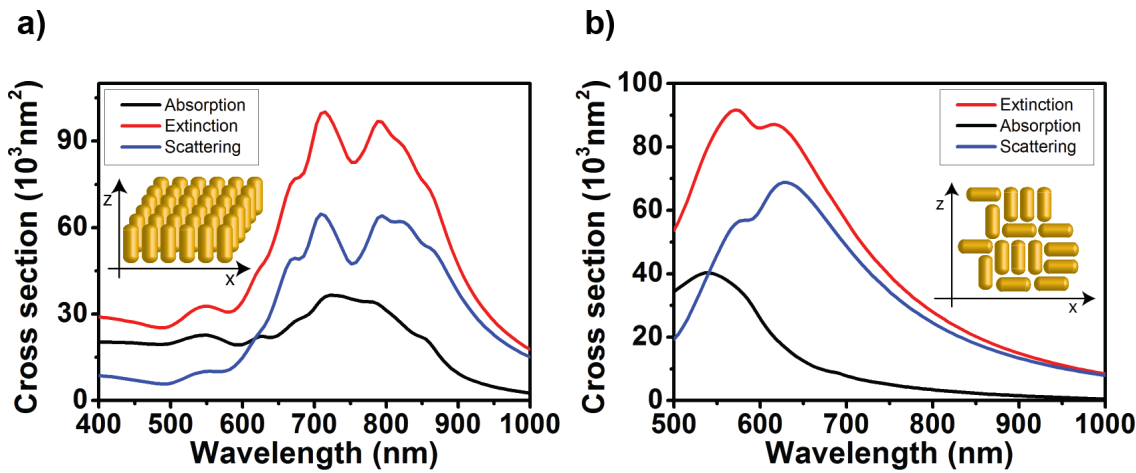 a)
Cross section (10³nm²)
90
60
30
0
Absorption
Extinction
Scattering
z
x
400 500 600 700 800 900 1000
Wavelength (nm)
b)
Cross section (10³nm²)
100
80
60
40
20
0
Extinction
Absorption
Scattering
z
x
500 600 700 800 900 1000
Wavelength (nm)